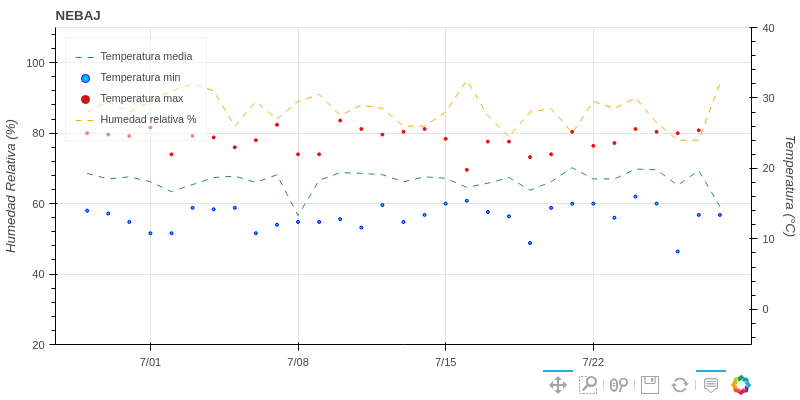 NEBAJ
Temperatura media
Temperatura min
Temperatura max
Humedad relativa %
Humedad Relativa (%)
100
80
60
40
20
Temperatura (°C)
40
30
20
10
0
7/01
7/08
7/15
7/22